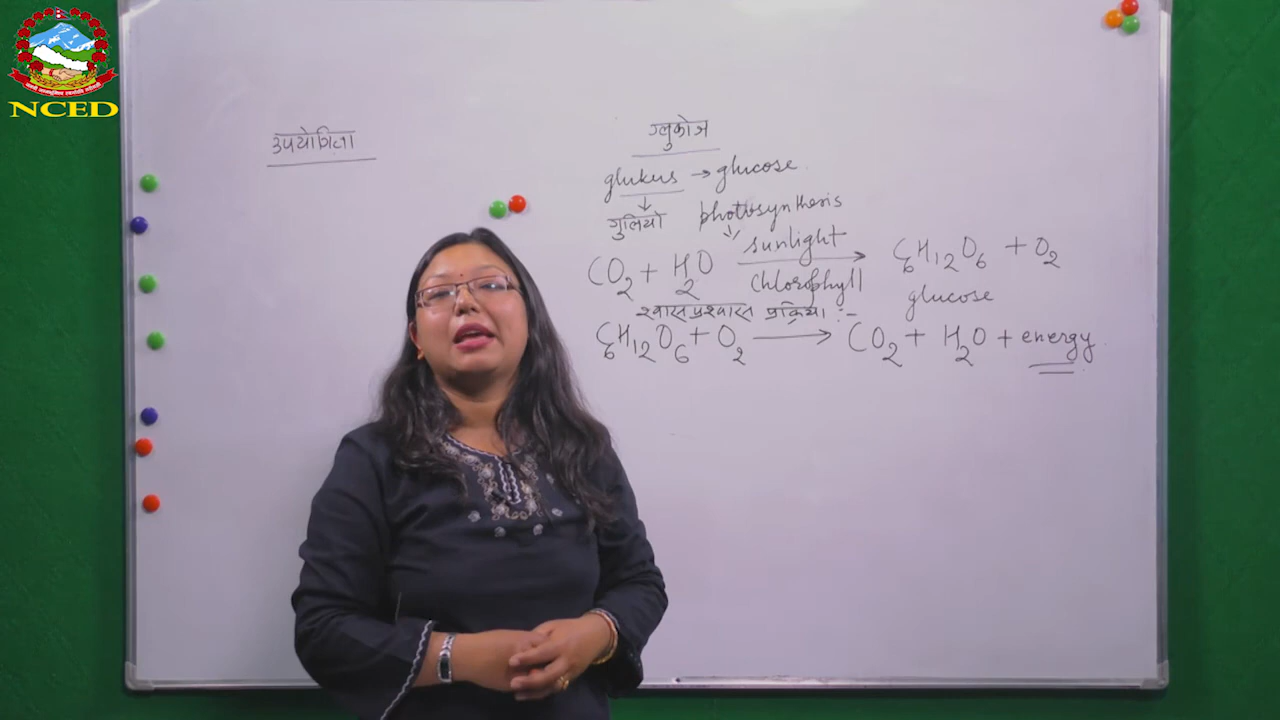 NCED
उपयोगिता
ग्लुकोज
glukus → glucose
↓
गुलियो
photosynthesis
↓
CO₂ + H₂O sunlight → C₆H₁₂O₆ + O₂
chlorophyll
glucose
श्वासप्रश्वास प्रक्रिया :-
C₆H₁₂O₆ + O₂ → CO₂ + H₂O + energy